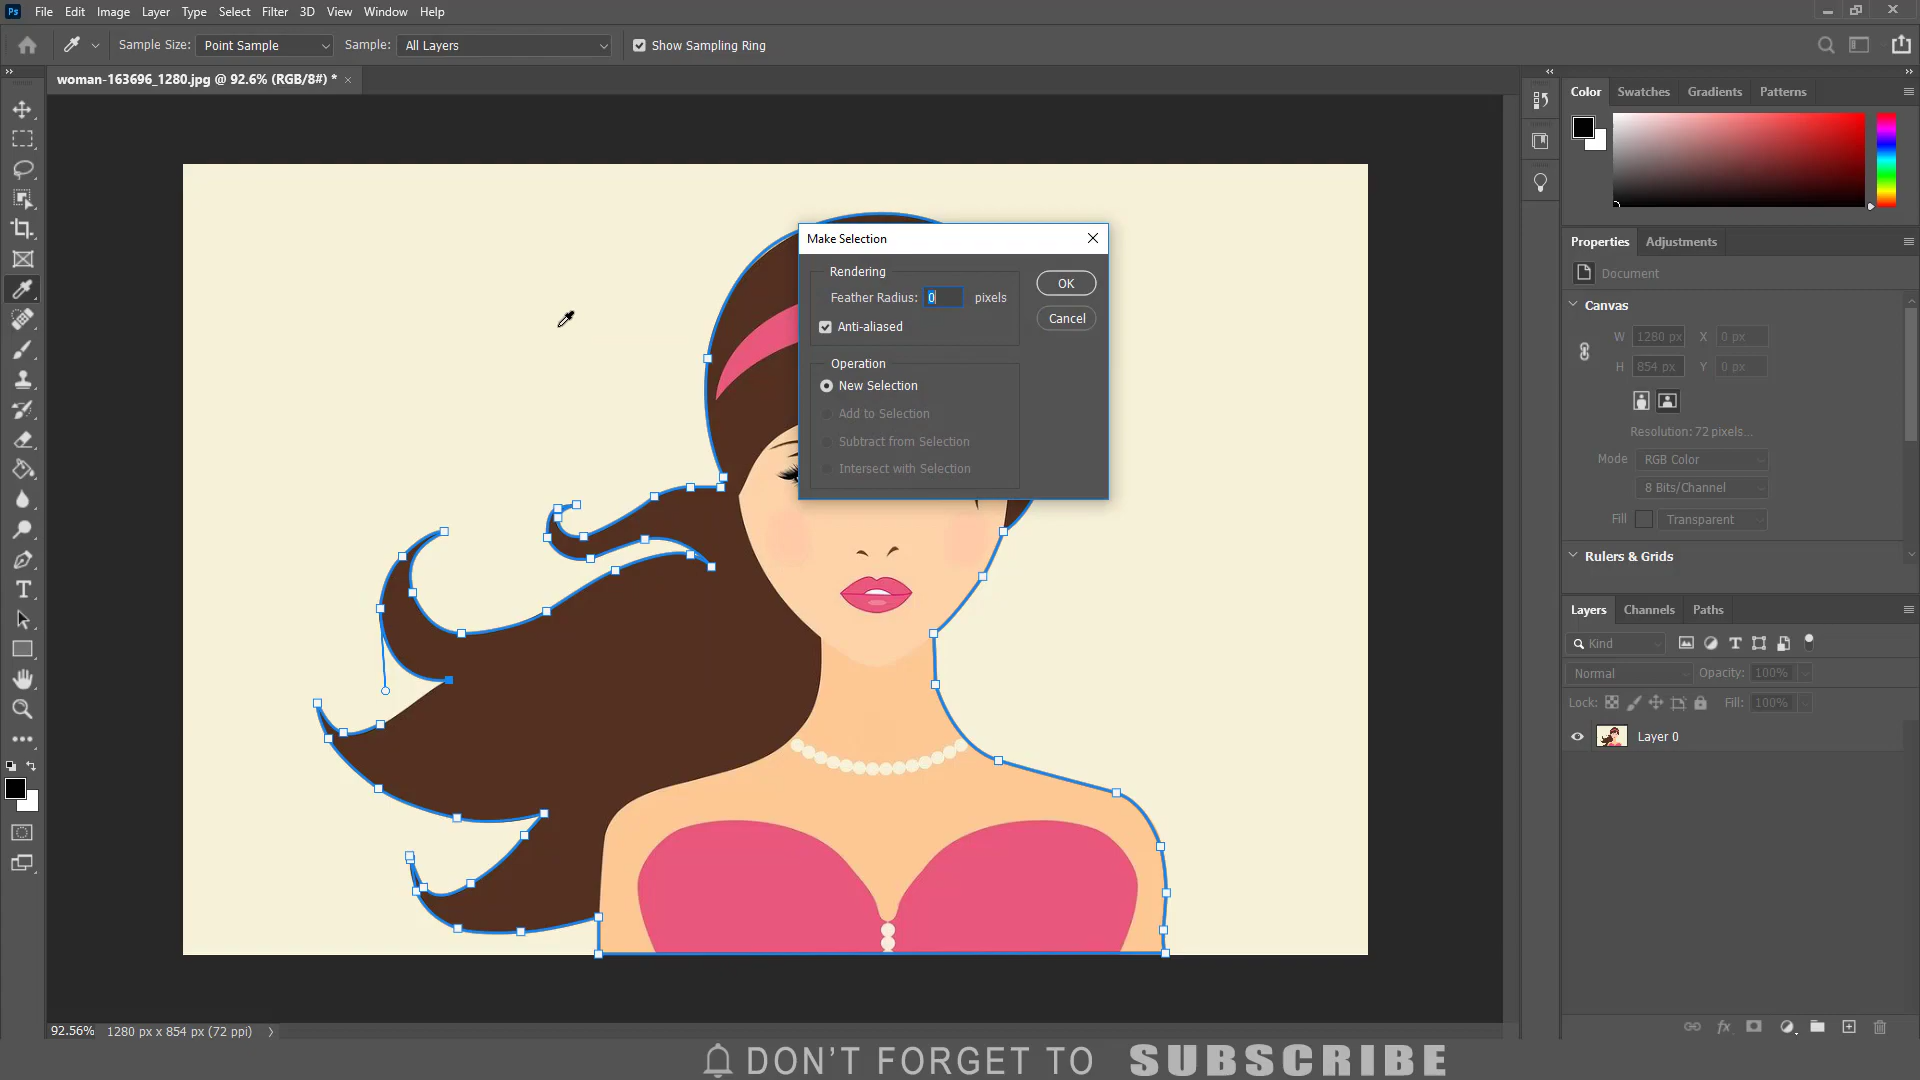 Ps File Edit Image Layer Type Select Filter 3D View Window Help
Sample Size: Point Sample Sample: All Layers Show Sampling Ring
woman-163696_1280.jpg @ 92.6% (RGB/8#) * ×
Color Swatches Gradients Patterns
Make Selection
Rendering
Feather Radius: 0 pixels
Anti-aliased
OK
Cancel
Operation
New Selection
Add to Selection
Subtract from Selection
Intersect with Selection
Properties Adjustments
Document
Canvas
W 1280 px X 0 px
H 854 px Y 0 px
Resolution: 72 pixels...
Mode RGB Color
8 Bits/Channel
Fill Transparent
Rulers & Grids
Layers Channels Paths
Kind
Normal Opacity: 100%
Lock: Fill: 100%
Layer 0
92.56% 1280 px x 854 px (72 ppi)
DON'T FORGET TO SUBSCRIBE